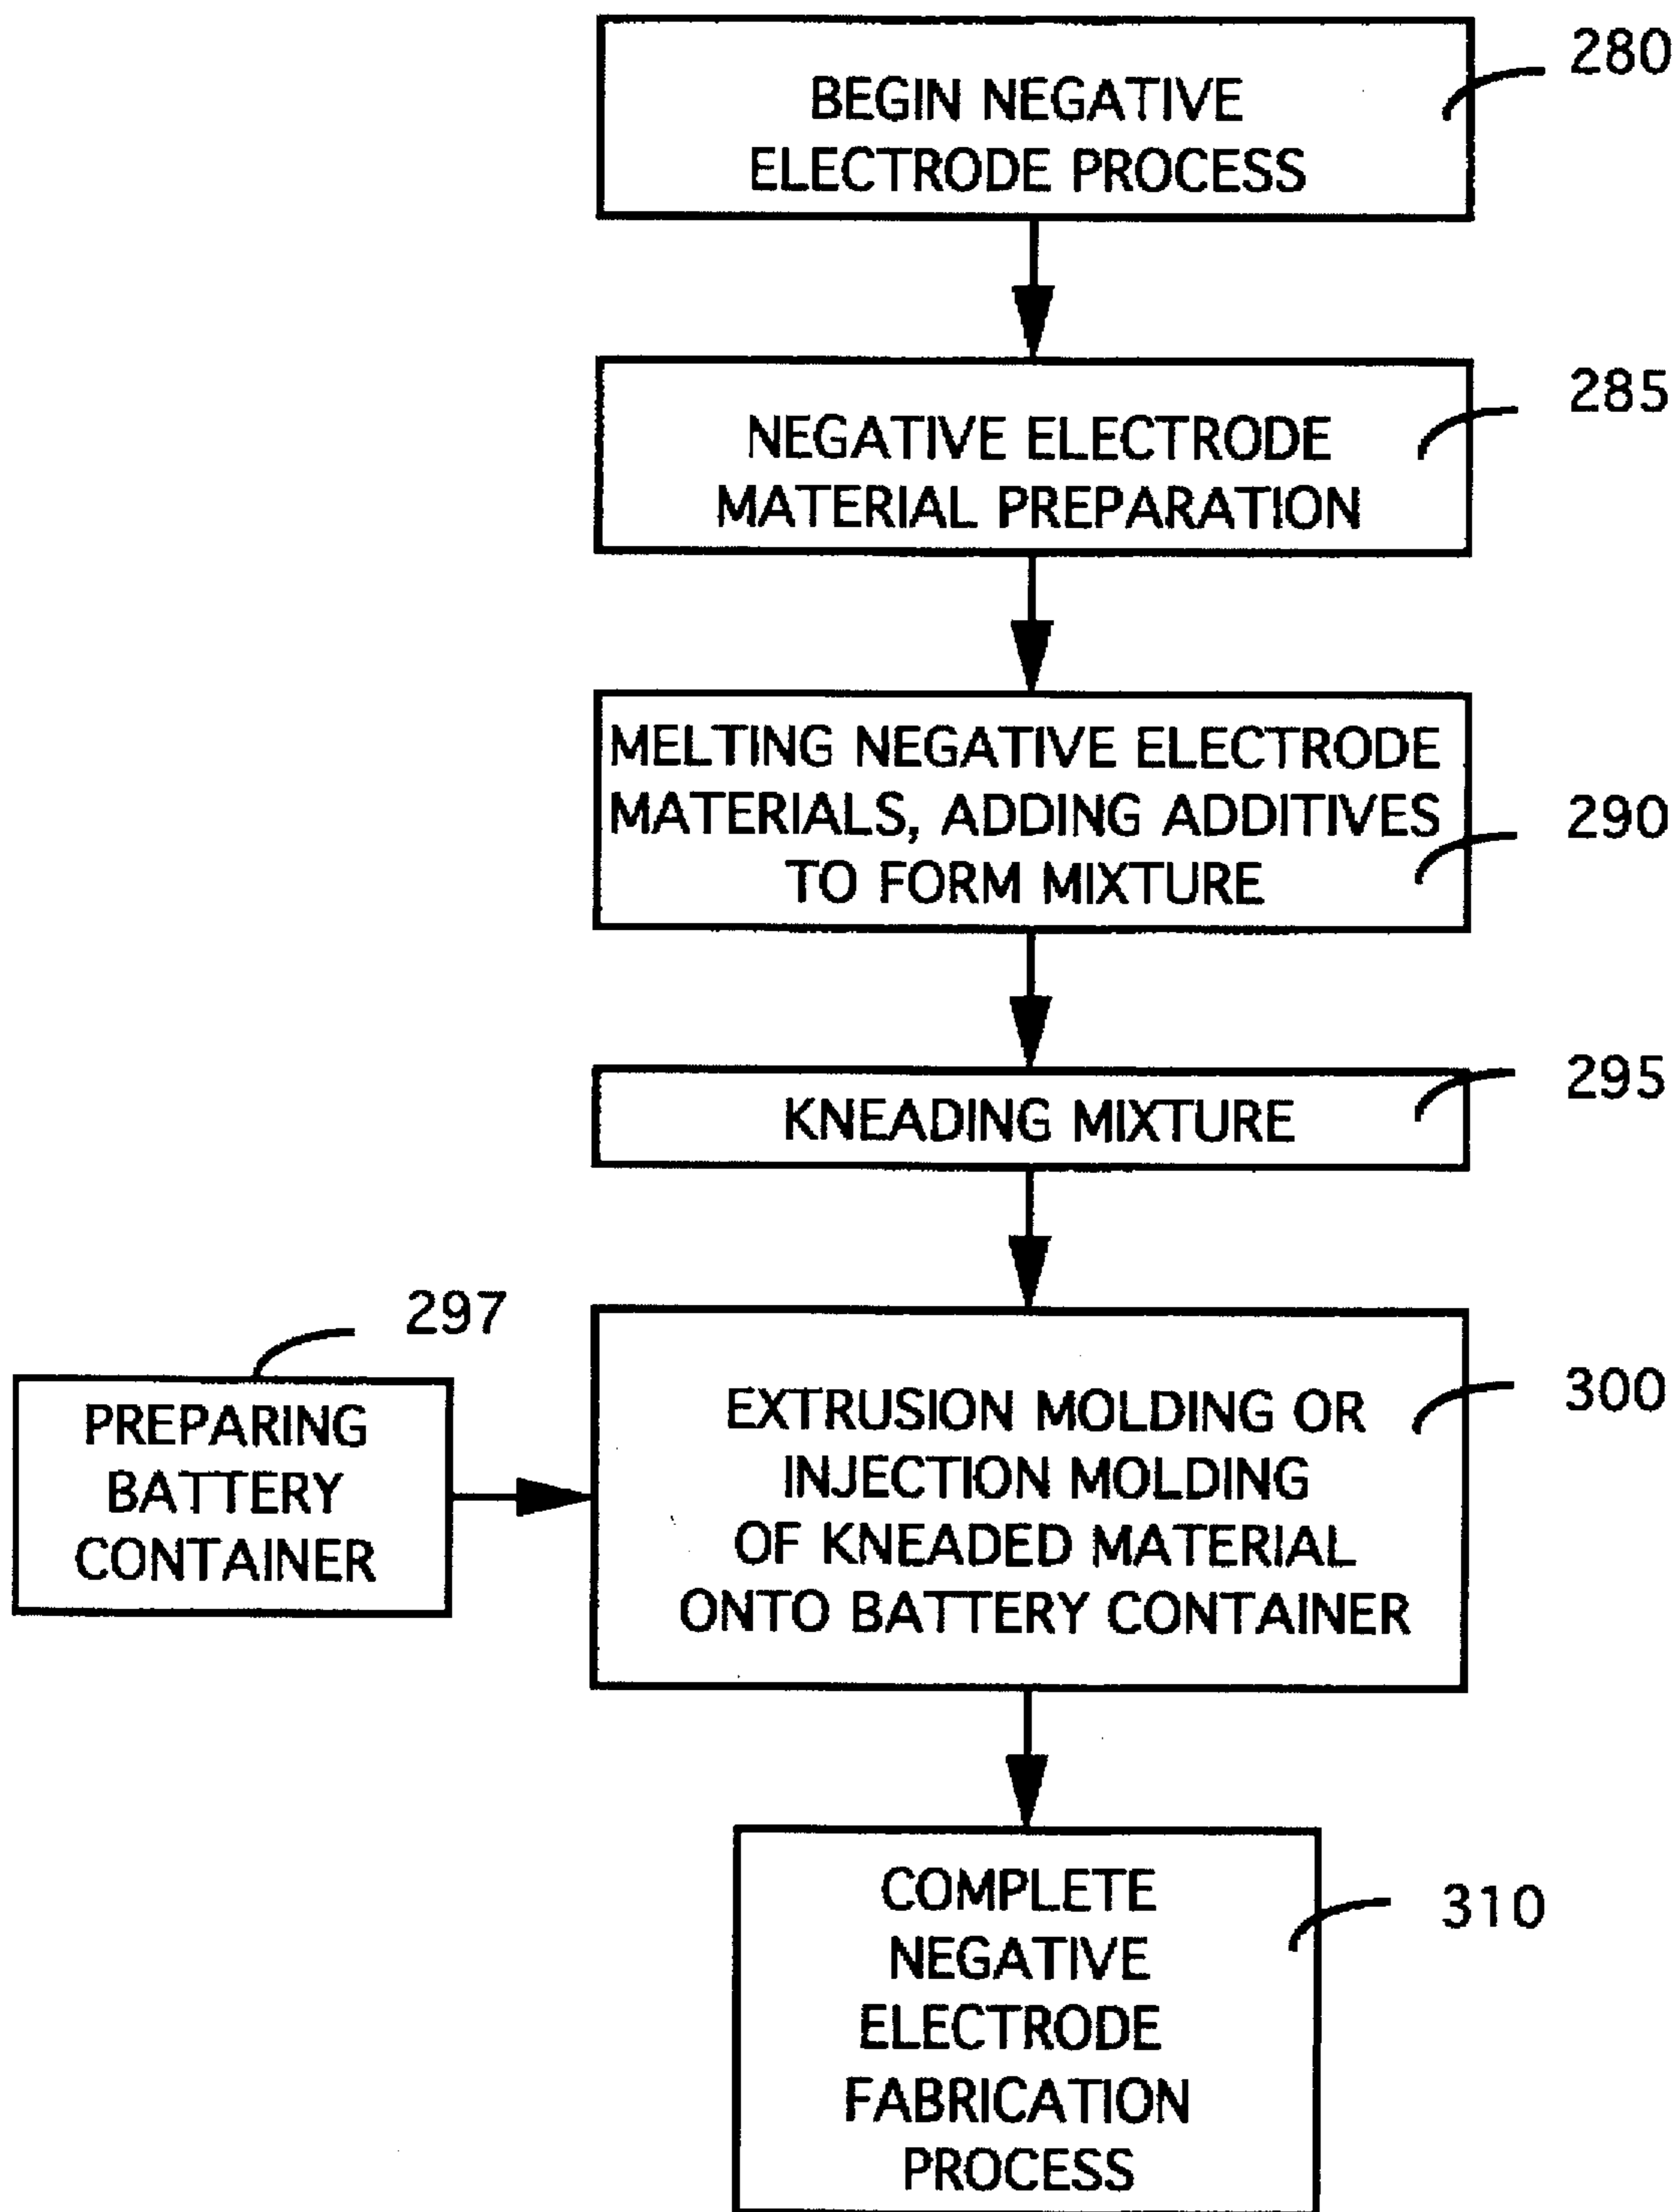 280
BEGIN NEGATIVE
ELECTRODE PROCESS
285
NEGATIVE ELECTRODE
MATERIAL PREPARATION
MELTING NEGATIVE ELECTRODE
MATERIALS, ADDING ADDITIVES
TO FORM MIXTURE
290
295
KNEADING MIXTURE
297
PREPARING
BATTERY
CONTAINER
300
EXTRUSION MOLDING OR
INJECTION MOLDING
OF KNEADED MATERIAL
ONTO BATTERY CONTAINER
COMPLETE
NEGATIVE
ELECTRODE
FABRICATION
PROCESS
310